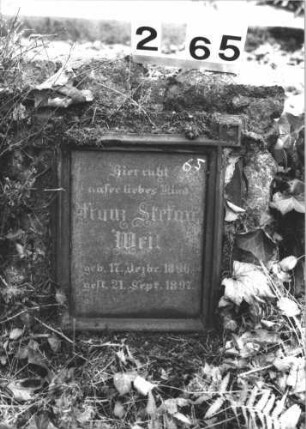 2 65
65
Hier ruht
unser liebes Kind
Franz Stefan
Weil
geb. 17. Dezbr. 1896
gest. 21. Sept. 1897.